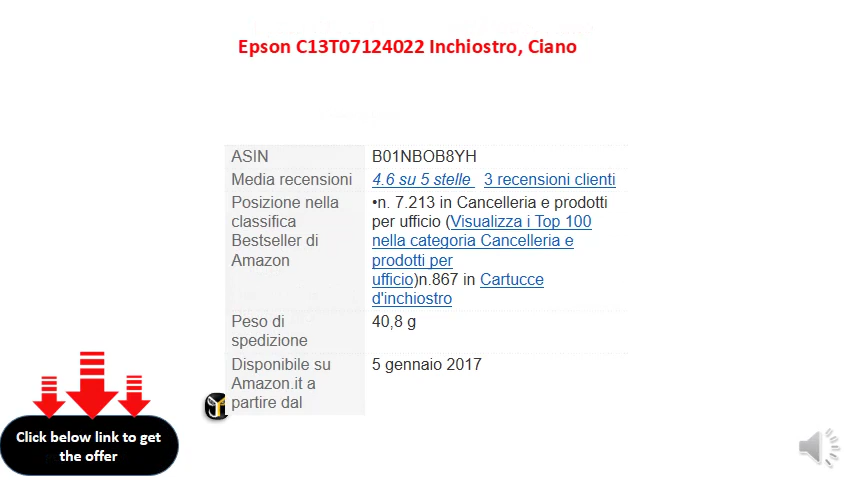 Epson C13T07124022 Inchiostro, Ciano
ASIN B01NBOB8YH
Media recensioni 4.6 su 5 stelle 3 recensioni clienti
Posizione nella
classifica
Bestseller di
Amazon
•n. 7.213 in Cancelleria e prodotti
per ufficio (Visualizza i Top 100
nella categoria Cancelleria e
prodotti per
ufficio)n.867 in Cartucce
d'inchiostro
Peso di
spedizione
40,8 g
Disponibile su
Amazon.it a
partire dal
5 gennaio 2017
Click below link to get
the offer